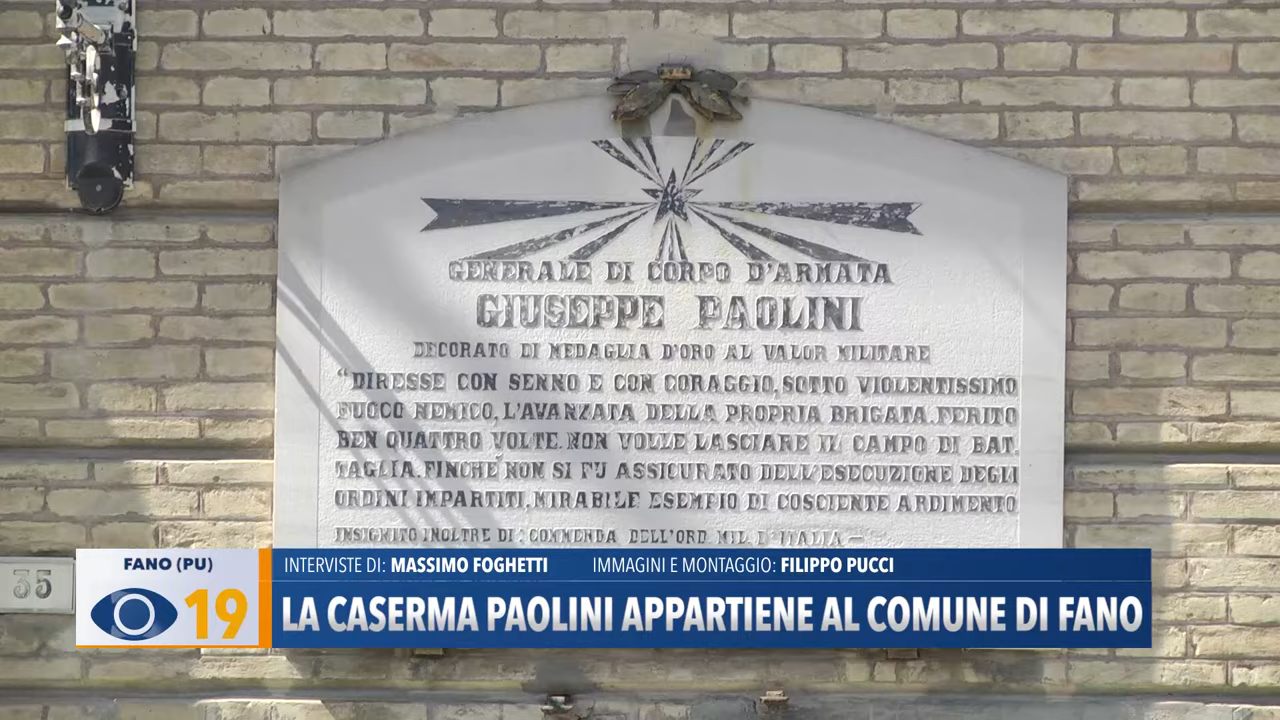 GENERALE DI CORPO D'ARMATA
GIUSEPPE PAOLINI
DECORATO DI MEDAGLIA D'ORO AL VALOR MILITARE
“DIRESSE CON SENNO E CON CORAGGIO, SOTTO VIOLENTISSIMO
FUOCO NEMICO, L'AVANZATA DELLA PROPRIA BRIGATA. FERITO
BEN QUATTRO VOLTE. NON VOLLE LASCIARE IL CAMPO DI BAT.
TAGLIA. FINCHÈ NON SI FU ASSICURATO DELL'ESECUZIONE DEGLI
ORDINI IMPARTITI. MIRABILE ESEMPIO DI COSCIENTE ARDIMENTO
INSIGNITO INOLTRE DI: COMMENDA DELL'ORD. MIL. D'ITALIA—
35
FANO (PU)
19
INTERVISTE DI: MASSIMO FOGHETTI IMMAGINI E MONTAGGIO: FILIPPO PUCCI
LA CASERMA PAOLINI APPARTIENE AL COMUNE DI FANO